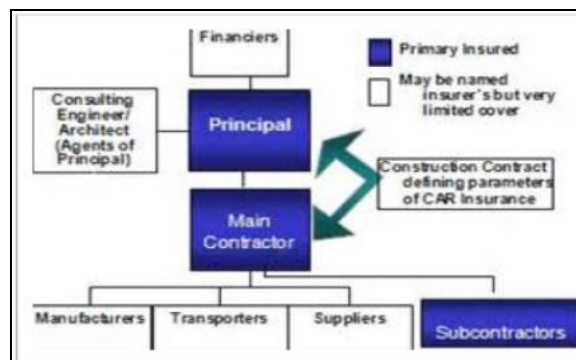 Financiers
Primary Insured
May be named
insurer's but very
limited cover
Consulting
Engineer/
Architect
(Agents of
Principal)
Principal
Construction Contract
defining parameters
of CAR Insurance
Main
Contractor
Manufacturers
Transporters
Suppliers
Subcontractors